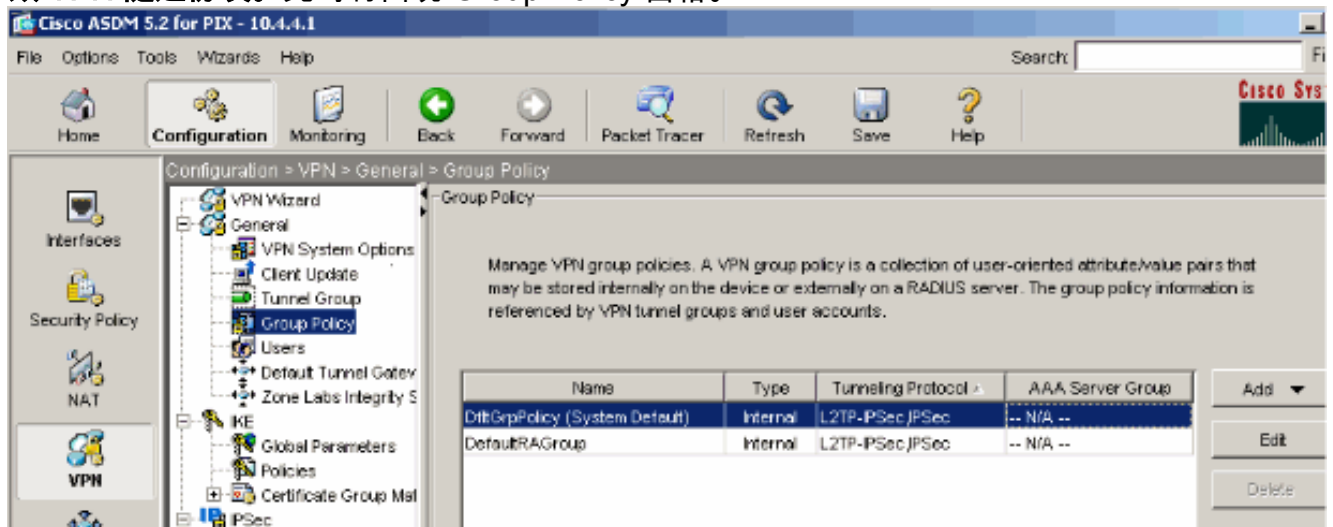 Cisco ASDM 5.2 for PIX - 10.4.4.1
File Options Tools Wizards Help Search:
Home Configuration Monitoring Back Forward Packet Tracer Refresh Save Help
Cisco Sys
Configuration > VPN > General > Group Policy
Interfaces
Security Policy
NAT
VPN
VPN Wizard
General
VPN System Options
Client Update
Tunnel Group
Group Policy
Users
Default Tunnel Gatew
Zone Labs Integrity S
IKE
Global Parameters
Policies
Certificate Group Mat
IPSec
Group Policy
Manage VPN group policies. A VPN group policy is a collection of user-oriented attribute/value pairs that
may be stored internally on the device or externally on a RADIUS server. The group policy information is
referenced by VPN tunnel groups and user accounts.
Name Type Tunneling Protocol AAA Server Group
DfltGrpPolicy (System Default) Internal L2TP-IPSec,IPSec -- N/A --
DefaultRAGroup Internal L2TP-IPSec,IPSec -- N/A --
Add
Edit
Delete